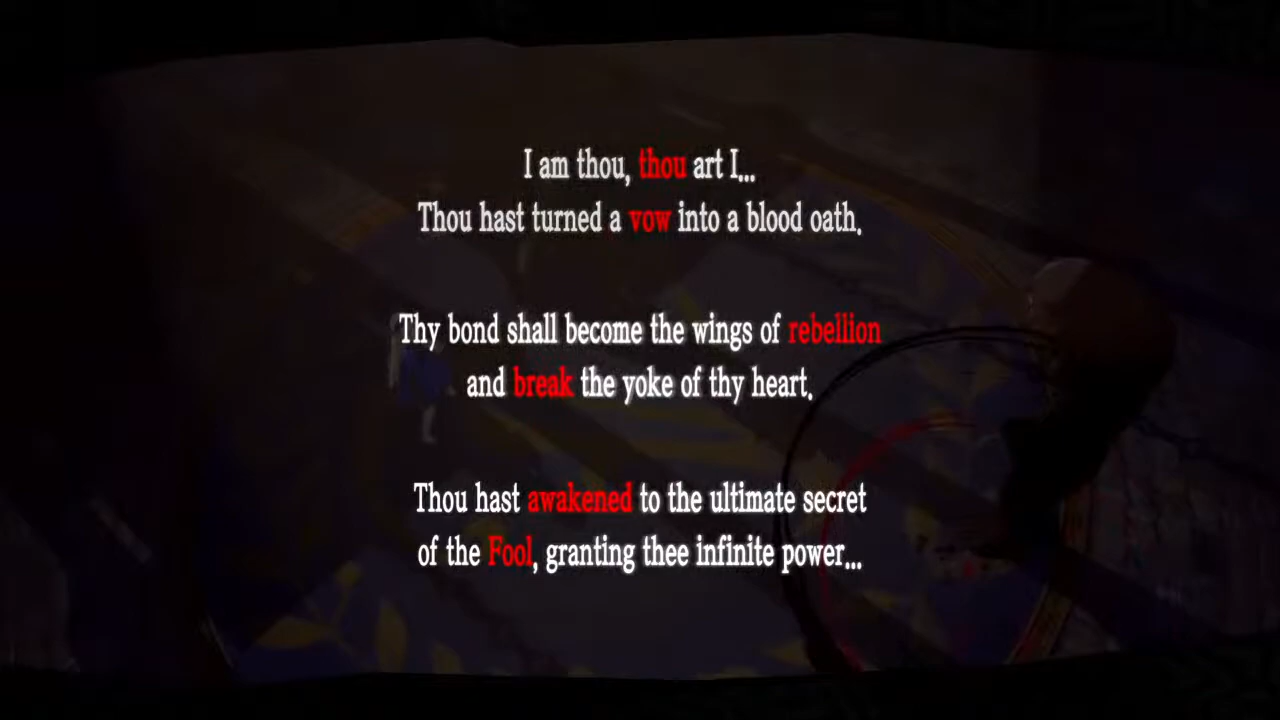 I am thou, thou art I...
Thou hast turned a vow into a blood oath.
Thy bond shall become the wings of rebellion
and break the yoke of thy heart.
Thou hast awakened to the ultimate secret
of the Fool, granting thee infinite power...